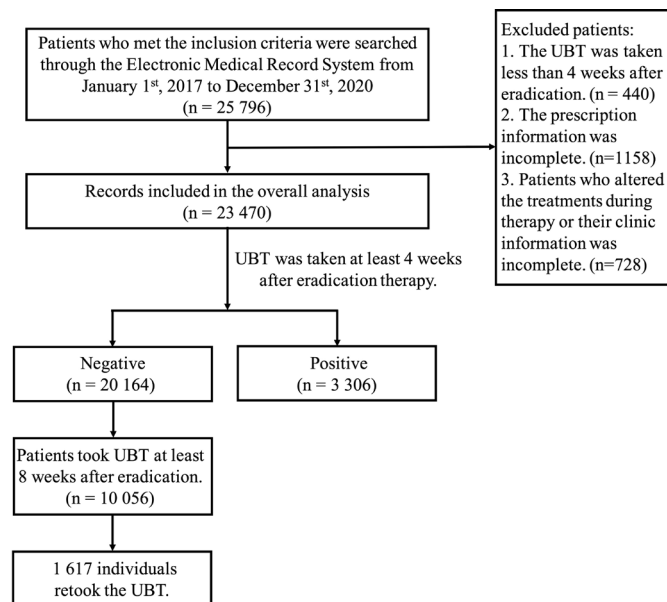 Patients who met the inclusion criteria were searched
through the Electronic Medical Record System from
January 1st, 2017 to December 31st, 2020
(n = 25 796)
Excluded patients:
1. The UBT was taken
less than 4 weeks after
eradication. (n = 440)
2. The prescription
information was
incomplete. (n=1158)
3. Patients who altered
the treatments during
therapy or their clinic
information was
incomplete. (n=728)
Records included in the overall analysis
(n = 23 470)
UBT was taken at least 4 weeks
after eradication therapy.
Negative
(n = 20 164)
Positive
(n = 3 306)
Patients took UBT at least
8 weeks after eradication.
(n = 10 056)
1 617 individuals
retook the UBT.